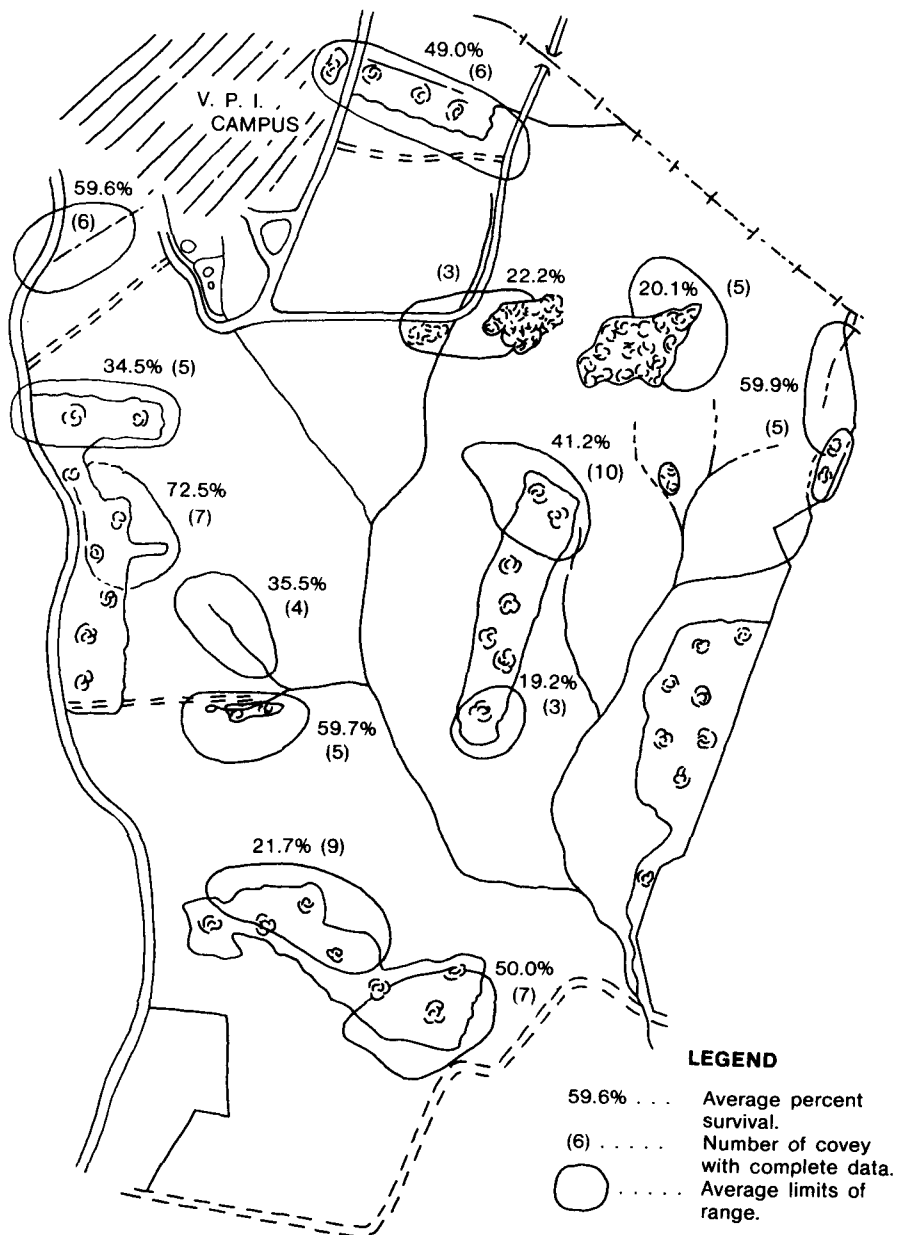 49.0%
(6)
V. P. I.
CAMPUS
59.6%
(6)
(3)
22.2%
20.1%
(5)
34.5% (5)
59.9%
(5)
41.2%
(10)
72.5%
(7)
35.5%
(4)
19.2%
(3)
59.7%
(5)
21.7% (9)
50.0%
(7)
LEGEND
59.6% . . . Average percent
survival.
(6) . . . . . Number of covey
with complete data.
. . . . . Average limits of
range.